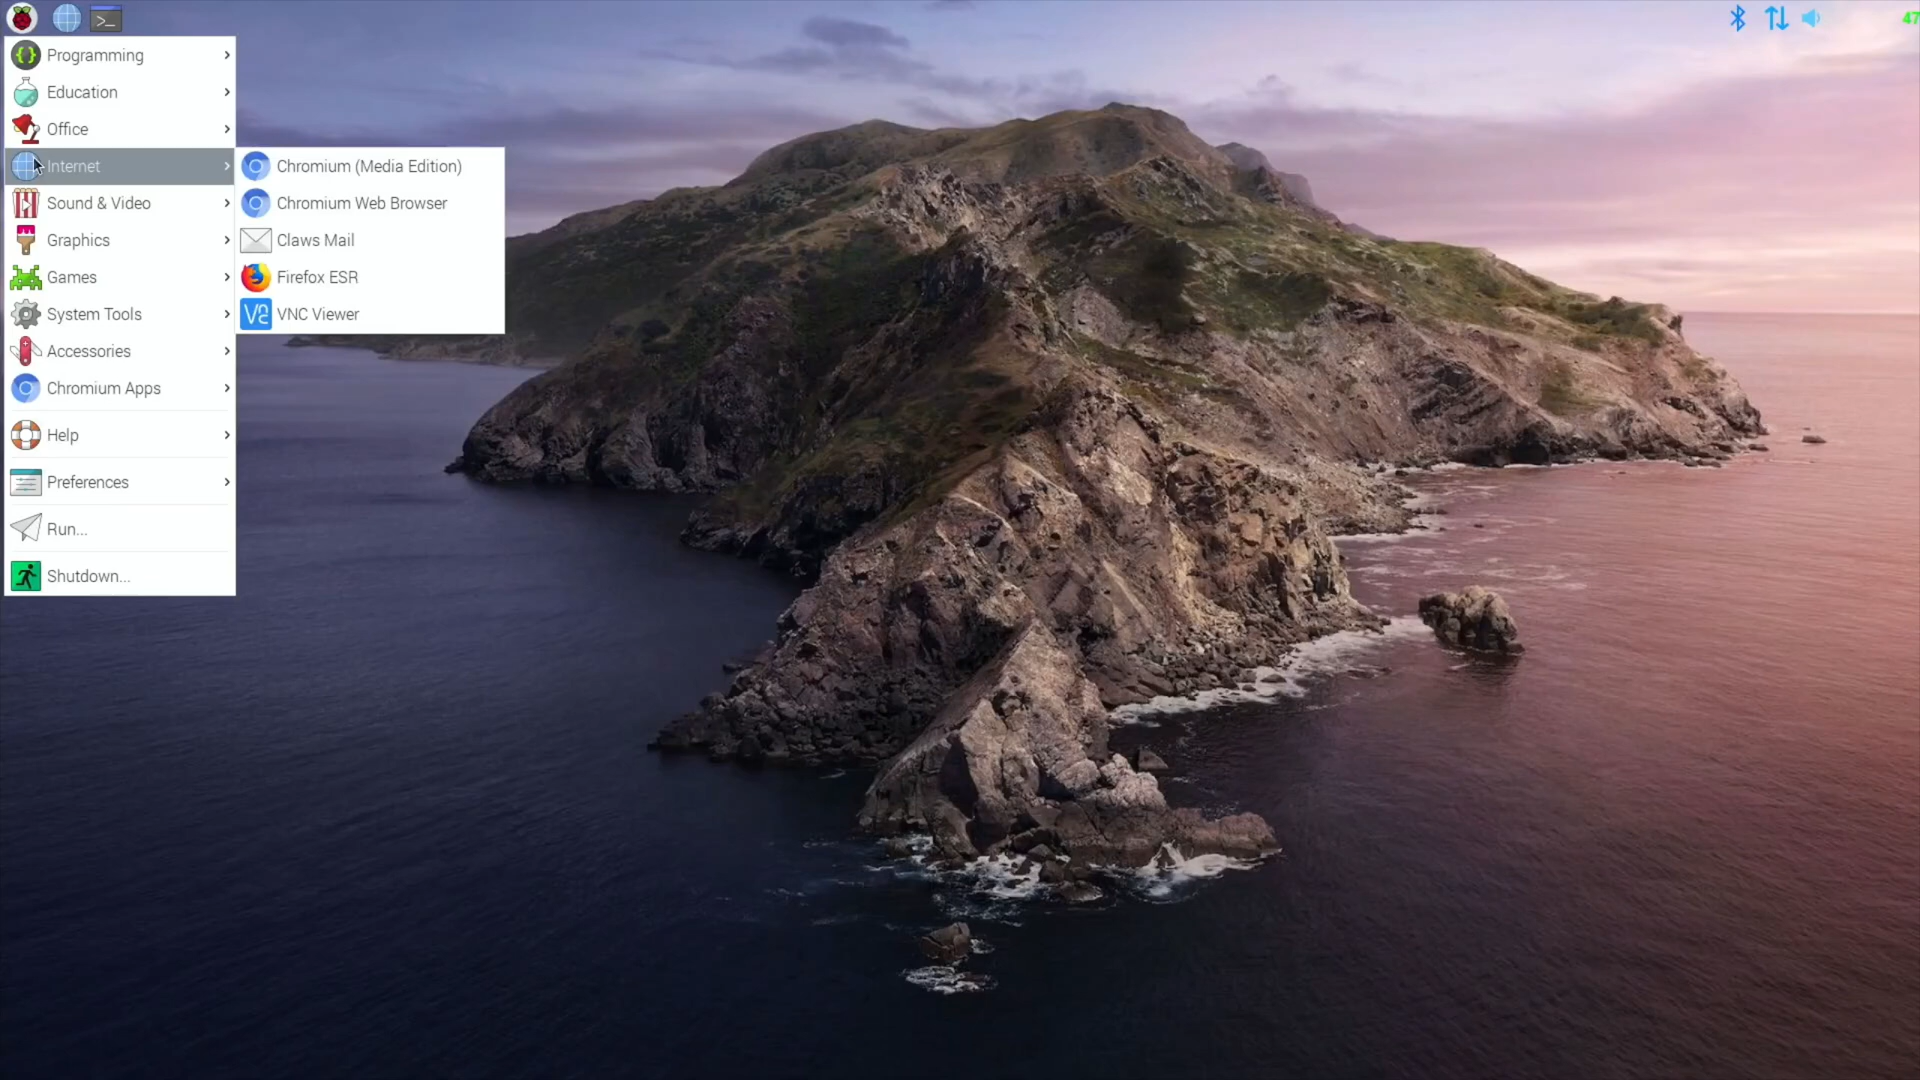 >_
47
Programming
Education
Office
Internet
Sound & Video
Graphics
Games
System Tools
Accessories
Chromium Apps
Help
Preferences
Run...
Shutdown...
Chromium (Media Edition)
Chromium Web Browser
Claws Mail
Firefox ESR
VNC Viewer